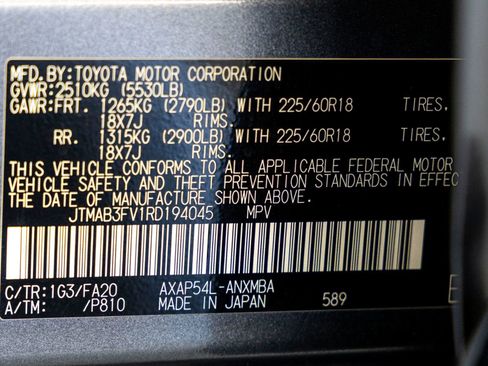 MFD.BY:TOYOTA MOTOR CORPORATION
GVWR:2510KG (5530LB)
GAWR:FRT. 1265KG (2790LB) WITH 225/60R18 TIRES.
18X7J RIMS.
RR. 1315KG (2900LB) WITH 225/60R18 TIRES.
18X7J RIMS.
THIS VEHICLE CONFORMS TO ALL APPLICABLE FEDERAL MOTOR
VEHICLE SAFETY AND THEFT PREVENTION STANDARDS IN EFFEC
THE DATE OF MANUFACTURE SHOWN ABOVE.
JTMAB3FV1RD194045 MPV
C/TR:1G3/FA20 AXAP54L-ANXMBA
A/TM: /P810 MADE IN JAPAN 589